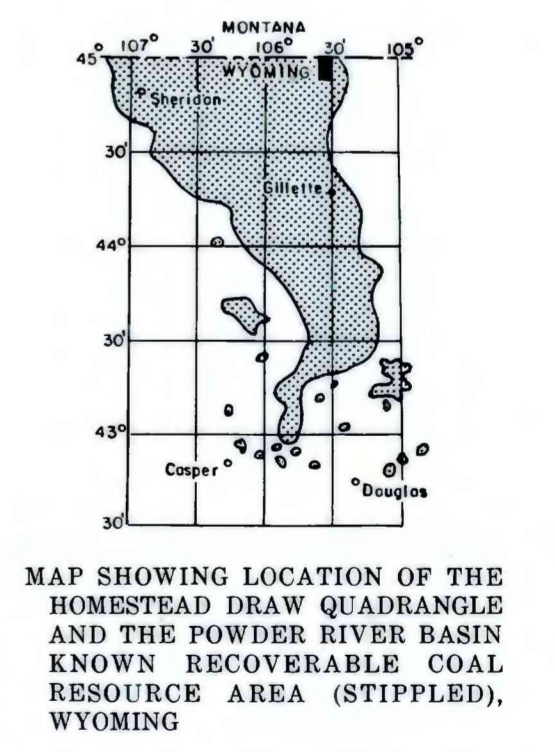 MONTANA
107° 30' 106° 30' 105°
45°
WYOMING
Sheridan
30'
Gillette
44°
30'
43°
Casper
Douglas
30'
MAP SHOWING LOCATION OF THE
HOMESTEAD DRAW QUADRANGLE
AND THE POWDER RIVER BASIN
KNOWN RECOVERABLE COAL
RESOURCE AREA (STIPPLED),
WYOMING